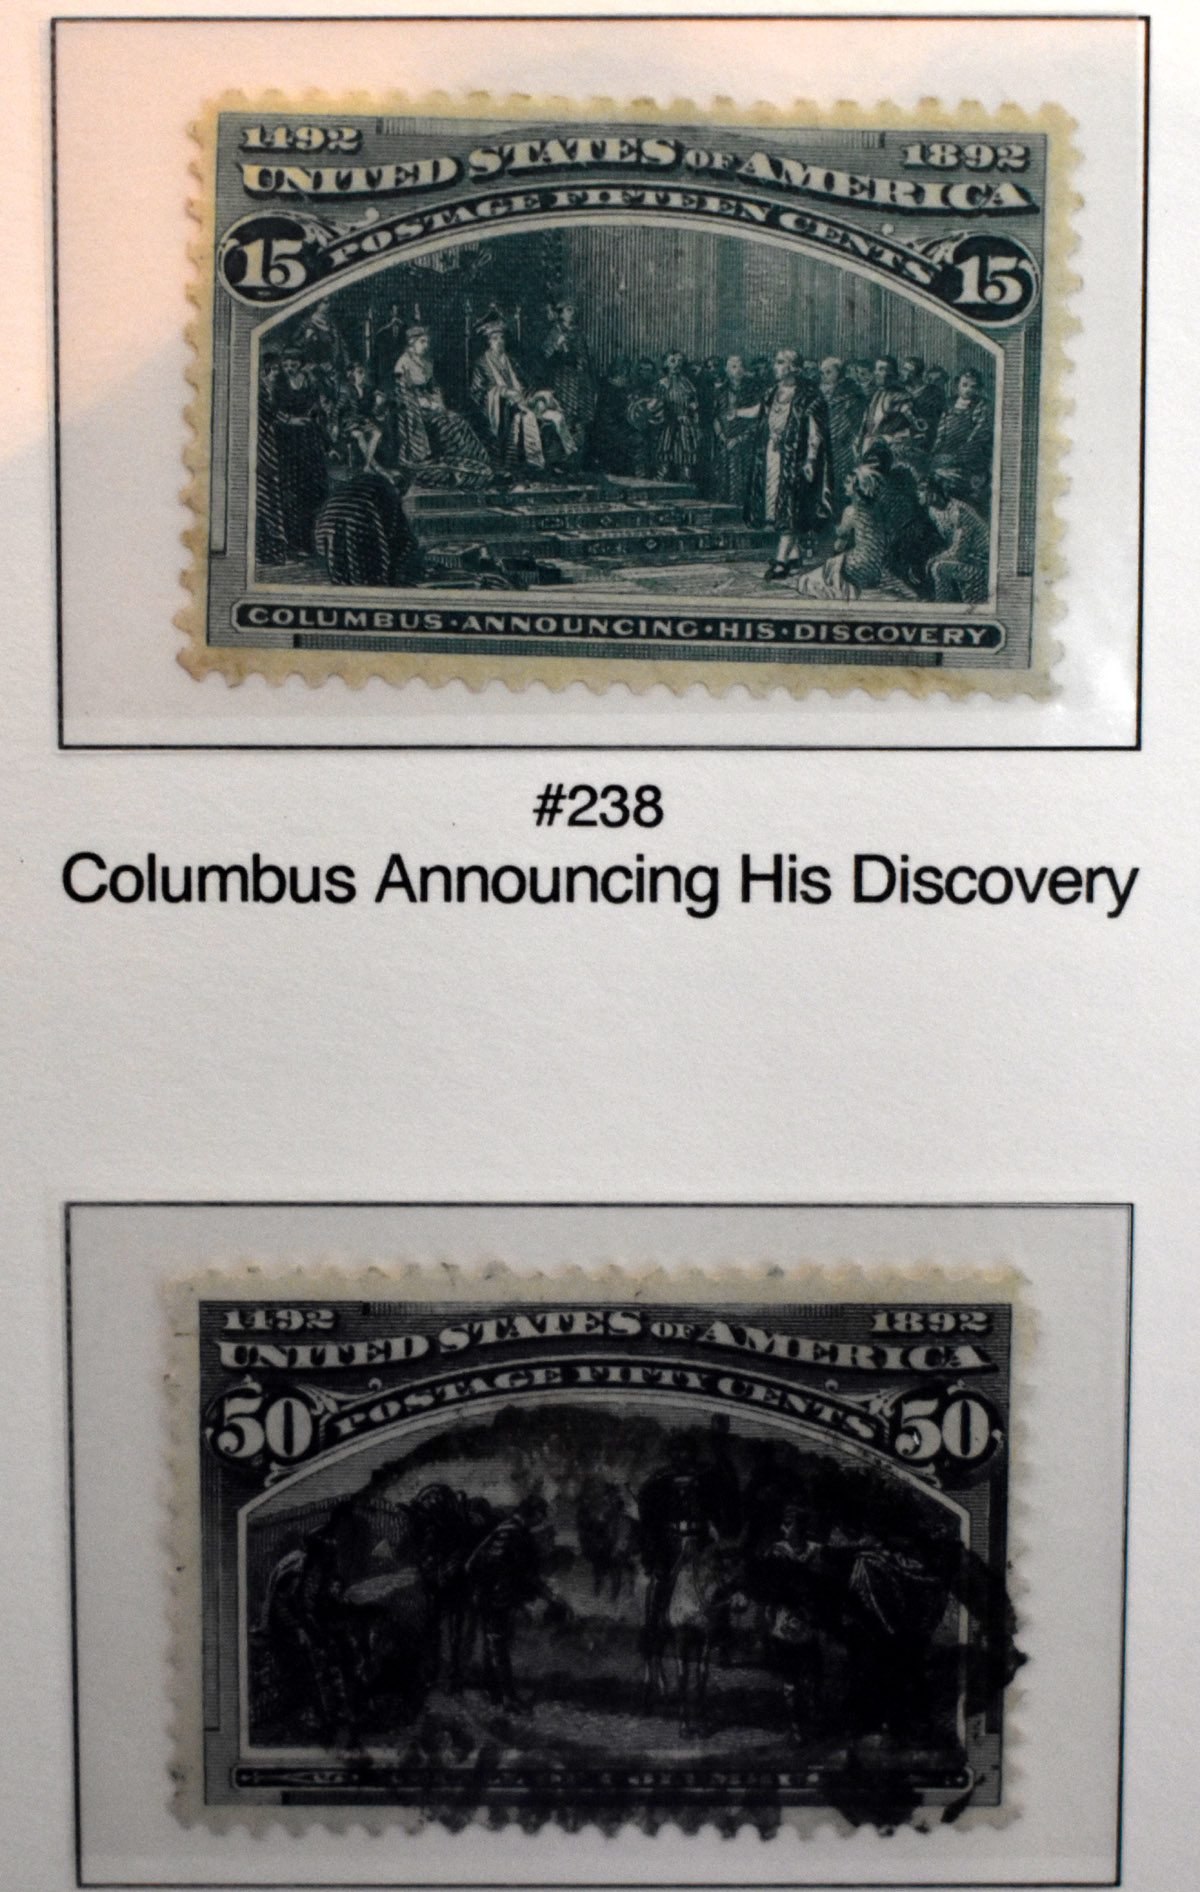 1492 1892
UNITED STATES OF AMERICA
POSTAGE FIFTEEN CENTS
15 15
COLUMBUS·ANNOUNCING·HIS·DISCOVERY
#238
Columbus Announcing His Discovery
1492 1892
UNITED STATES OF AMERICA
POSTAGE FIFTY CENTS
50 50